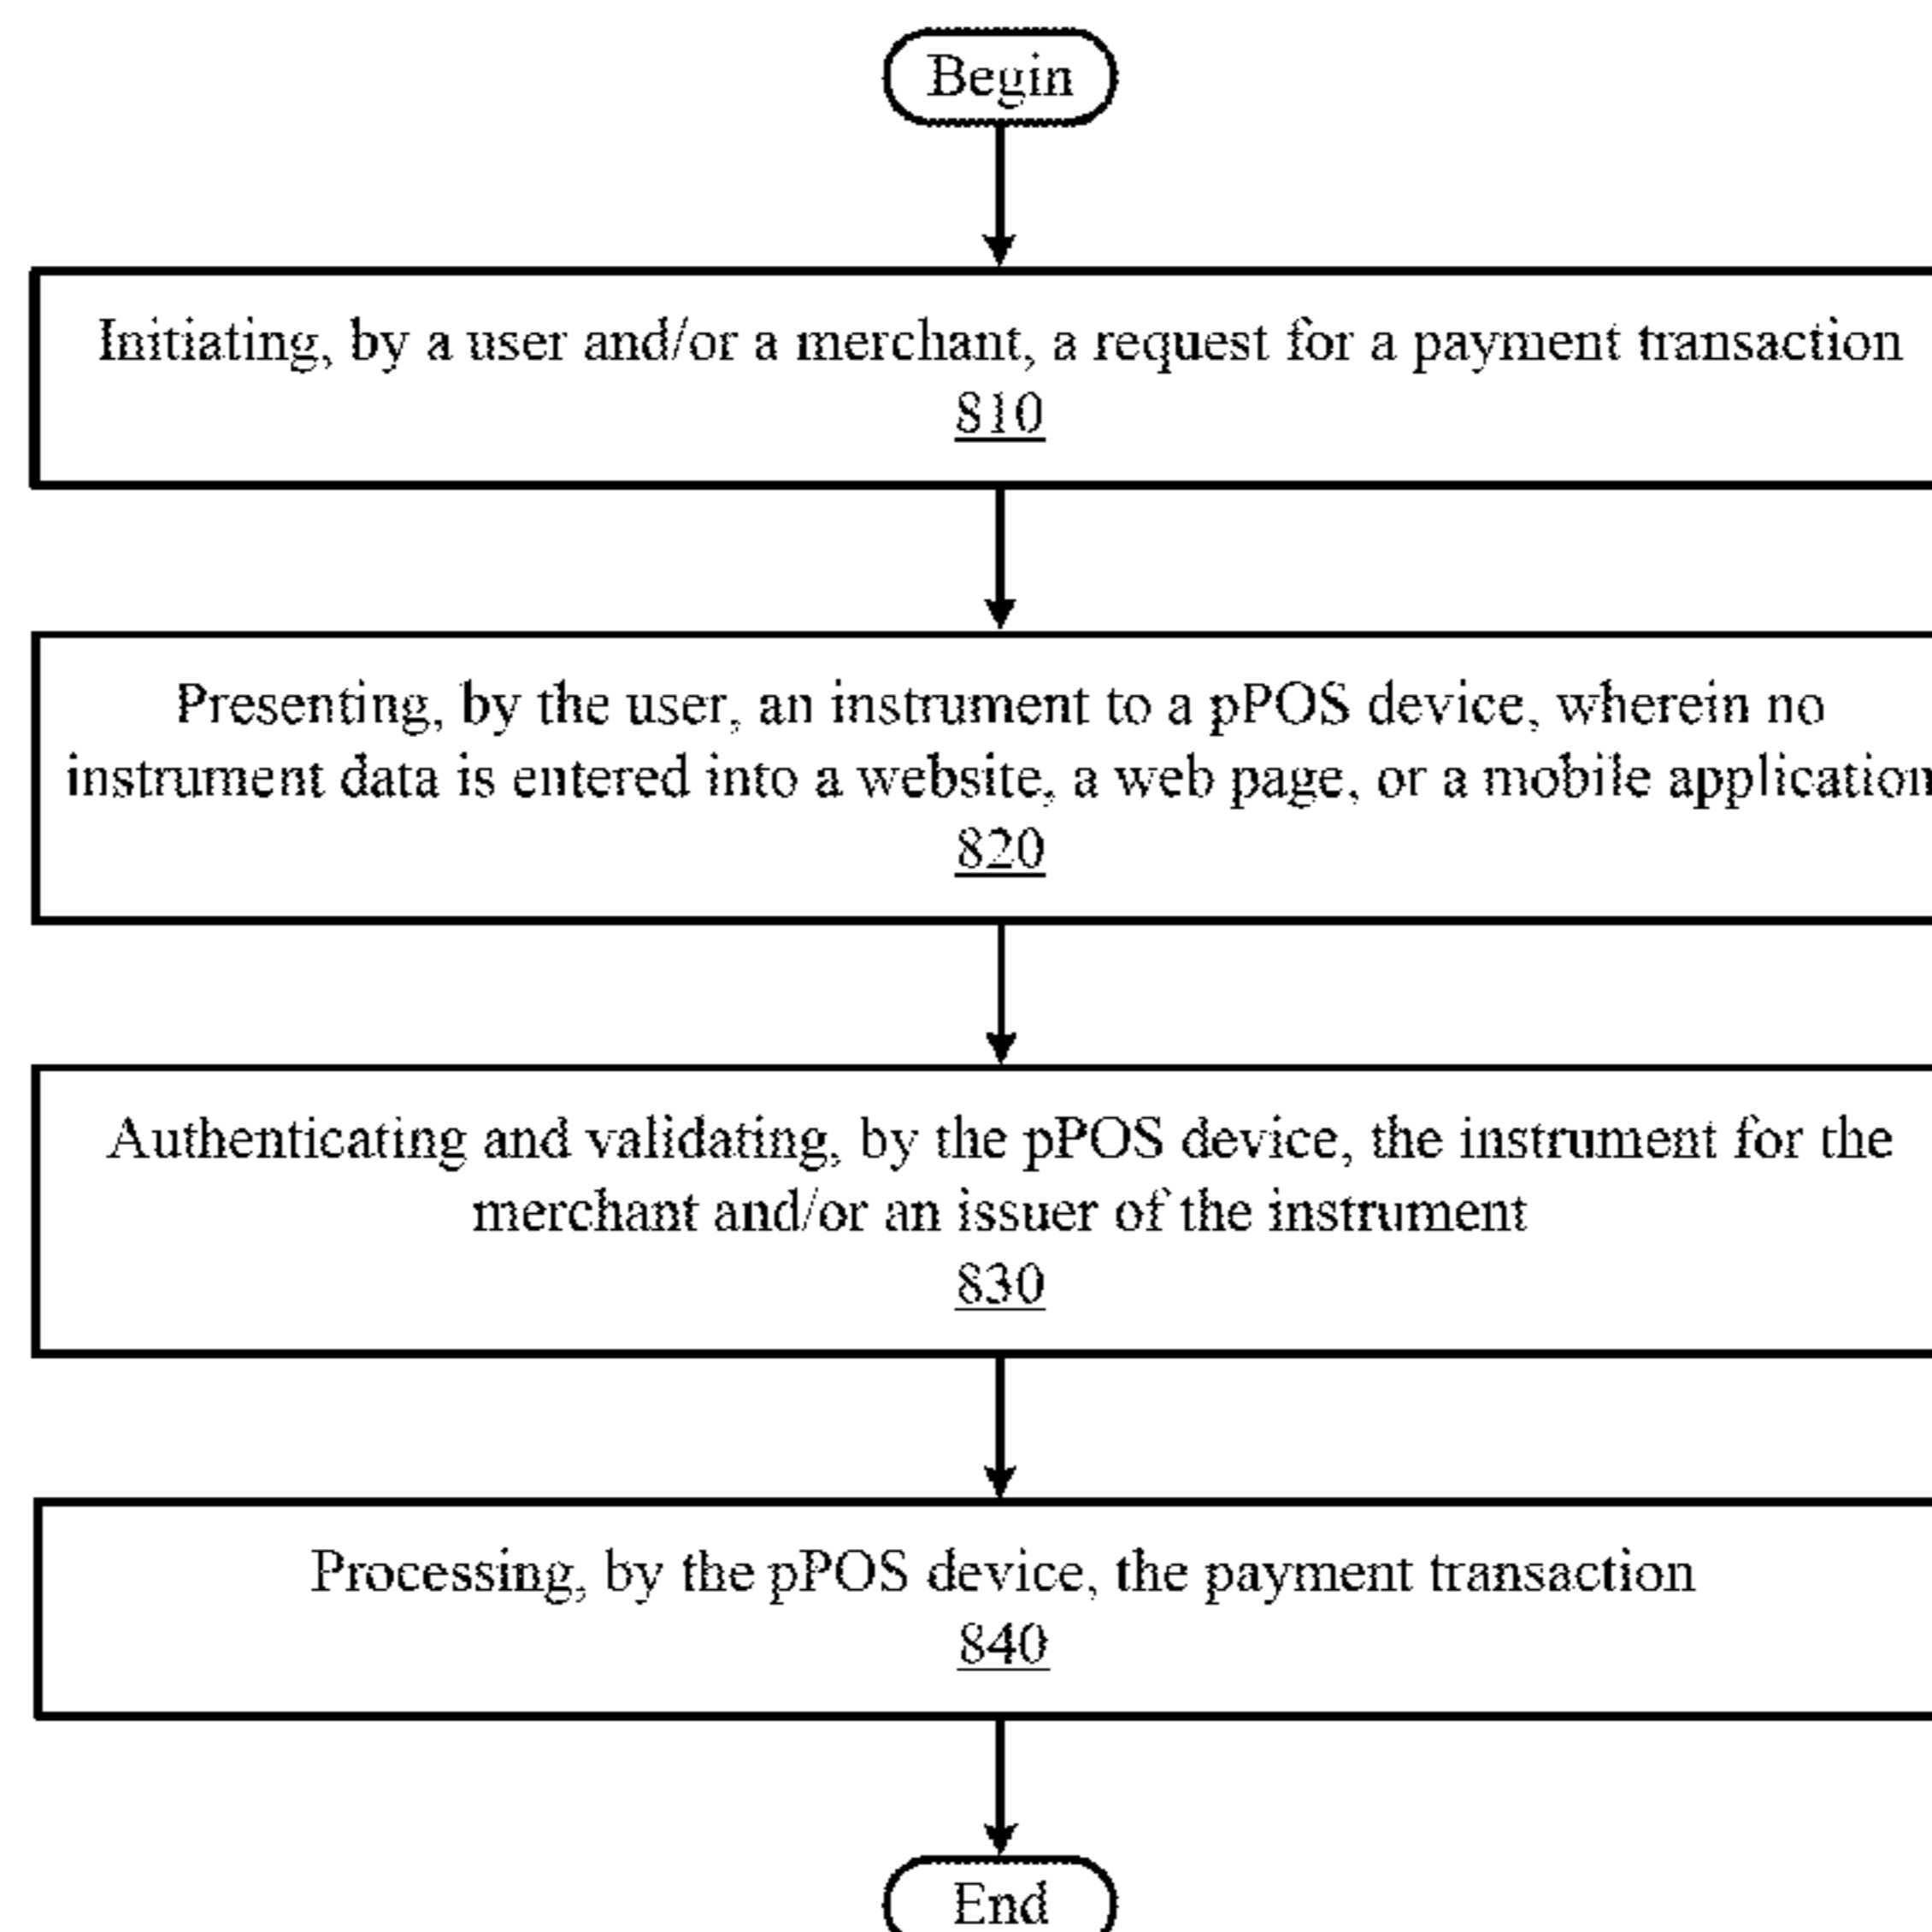 Begin
Initiating, by a user and/or a merchant, a request for a payment transaction
810
Presenting, by the user, an instrument to a pPOS device, wherein no
instrument data is entered into a website, a web page, or a mobile application
820
Authenticating and validating, by the pPOS device, the instrument for the
merchant and/or an issuer of the instrument
830
Processing, by the pPOS device, the payment transaction
840
End